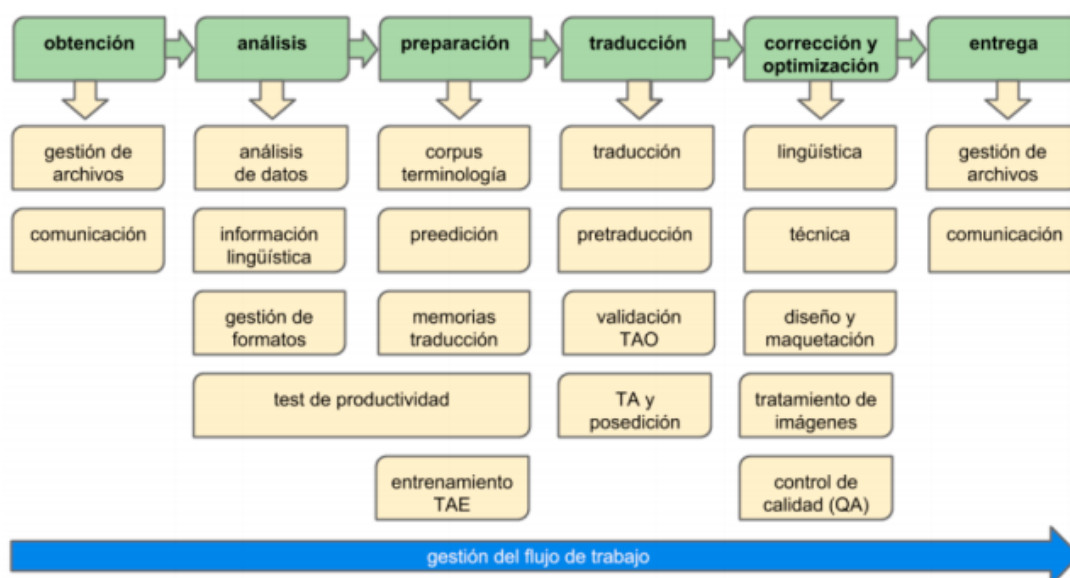 obtención
análisis
preparación
traducción
corrección y
optimización
entrega
gestión de
archivos
análisis
de datos
corpus
terminología
traducción
lingüística
gestión de
archivos
comunicación
información
lingüística
preedición
pretraducción
técnica
comunicación
gestión de
formatos
memorias
traducción
validación
TAO
diseño y
maquetación
test de productividad
TA y
posedición
tratamiento de
imágenes
entrenamiento
TAE
control de
calidad (QA)
gestión del flujo de trabajo